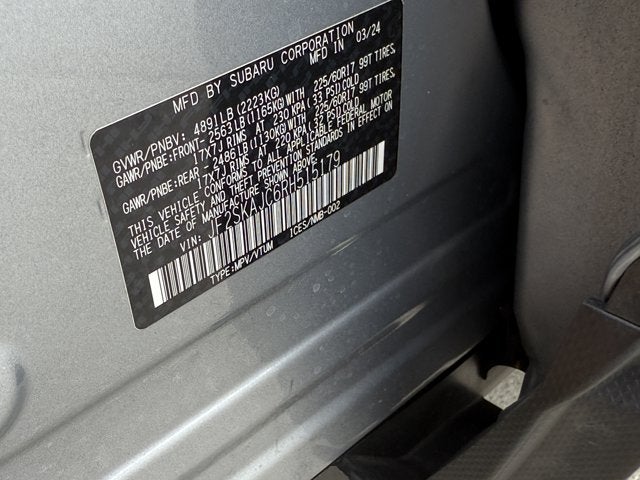 MFD BY SUBARU CORPORATION
MFD IN 03/24
GVWR/PNBV: 4891LB(2223KG)
GAWR/PNBE:FRONT-2563LB(1165KG)WITH 225/60R17 99T TIRES,
17X7J RIMS AT 230 KPA(33 PSI)COLD
GAWR/PNBE:REAR -2486LB(1130KG)WITH 225/60R17 99T TIRES,
17X7J RIMS AT 220 KPA(32 PSI)COLD
THIS VEHICLE CONFORMS TO ALL APPLICABLE FEDERAL MOTOR
VEHICLE SAFETY AND THEFT PREVENTION STANDARDS IN EFFECT ON
THE DATE OF MANUFACTURE SHOWN ABOVE.
VIN: JF2SKAJC6RH515179
TYPE:MPV/VTUM ICES/NMB-002